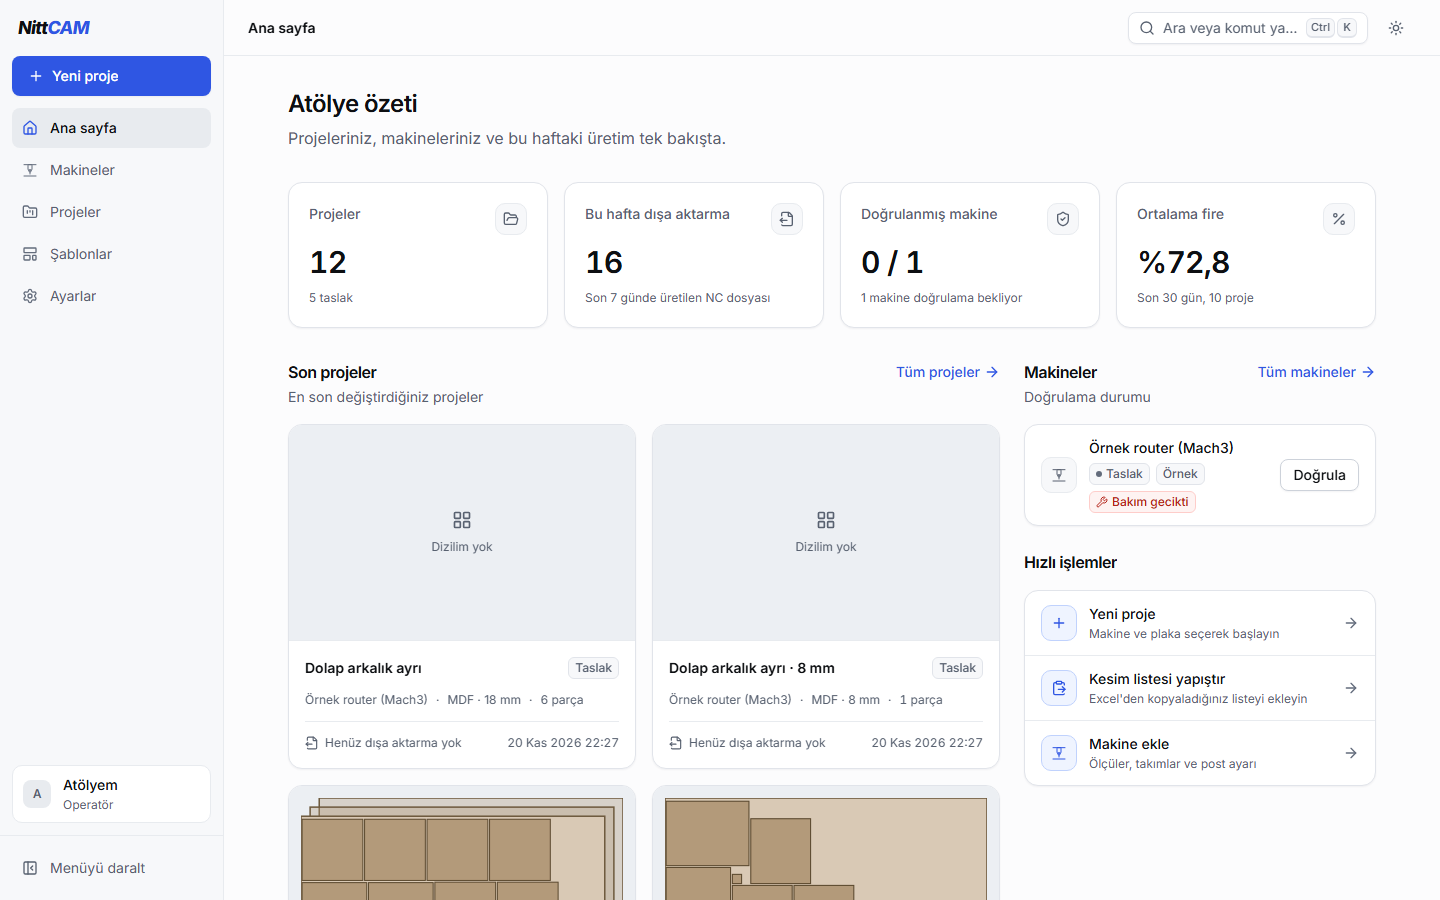 NittCAM
Yeni proje
Ana sayfa
Makineler
Projeler
Şablonlar
Ayarlar
A
Atölyem
Operatör
Menüyü daralt
Ana sayfa
Ara veya komut ya...
Ctrl
K
Atölye özeti
Projeleriniz, makineleriniz ve bu haftaki üretim tek bakışta.
Projeler
12
5 taslak
Bu hafta dışa aktarma
16
Son 7 günde üretilen NC dosyası
Doğrulanmış makine
0 / 1
1 makine doğrulama bekliyor
Ortalama fire
%72,8
Son 30 gün, 10 proje
Son projeler
Tüm projeler
En son değiştirdiğiniz projeler
Dizilim yok
Dolap arkalık ayrı
Taslak
Örnek router (Mach3) · MDF · 18 mm · 6 parça
Henüz dışa aktarma yok
20 Kas 2026 22:27
Dizilim yok
Dolap arkalık ayrı · 8 mm
Taslak
Örnek router (Mach3) · MDF · 8 mm · 1 parça
Henüz dışa aktarma yok
20 Kas 2026 22:27
Makineler
Tüm makineler
Doğrulama durumu
Örnek router (Mach3)
Taslak
Örnek
Bakım gecikti
Doğrula
Hızlı işlemler
Yeni proje
Makine ve plaka seçerek başlayın
Kesim listesi yapıştır
Excel'den kopyaladığınız listeyi ekleyin
Makine ekle
Ölçüler, takımlar ve post ayarı